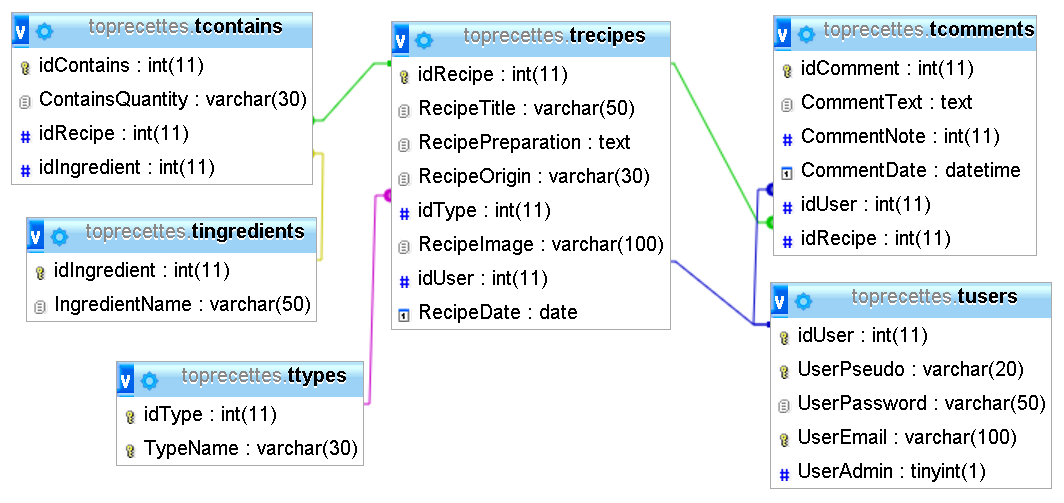 v toprecettes.tcontains
idContains : int(11)
ContainsQuantity : varchar(30)
# idRecipe : int(11)
# idIngredient : int(11)
v toprecettes.tingredients
idIngredient : int(11)
IngredientName : varchar(50)
v toprecettes.ttypes
idType : int(11)
TypeName : varchar(30)
v toprecettes.trecipes
idRecipe : int(11)
RecipeTitle : varchar(50)
RecipePreparation : text
RecipeOrigin : varchar(30)
# idType : int(11)
RecipeImage : varchar(100)
# idUser : int(11)
1 RecipeDate : date
v toprecettes.tcomments
idComment : int(11)
CommentText : text
# CommentNote : int(11)
1 CommentDate : datetime
# idUser : int(11)
# idRecipe : int(11)
v toprecettes.tusers
idUser : int(11)
UserPseudo : varchar(20)
UserPassword : varchar(50)
UserEmail : varchar(100)
# UserAdmin : tinyint(1)